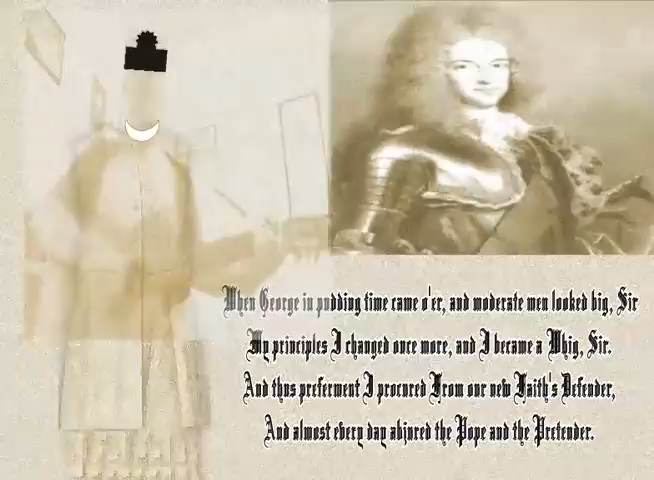 When George in pudding time came o'er, and moderate men looked big, Sir
My principles I changed once more, and I became a Whig, Sir.
And thus preferment I procured From our new Faith's Defender,
And almost every day abjured the Pope and the Pretender.